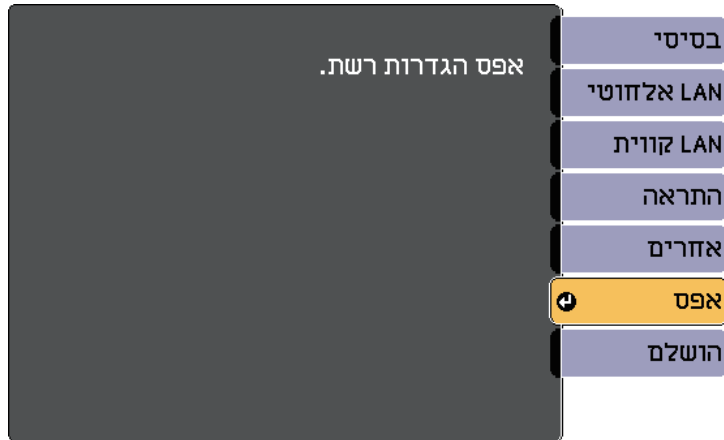 בסיסי
LAN אלחוטי
LAN קווית
התראה
אחרים
אפס
הושלם
אפס הגדרות רשת.